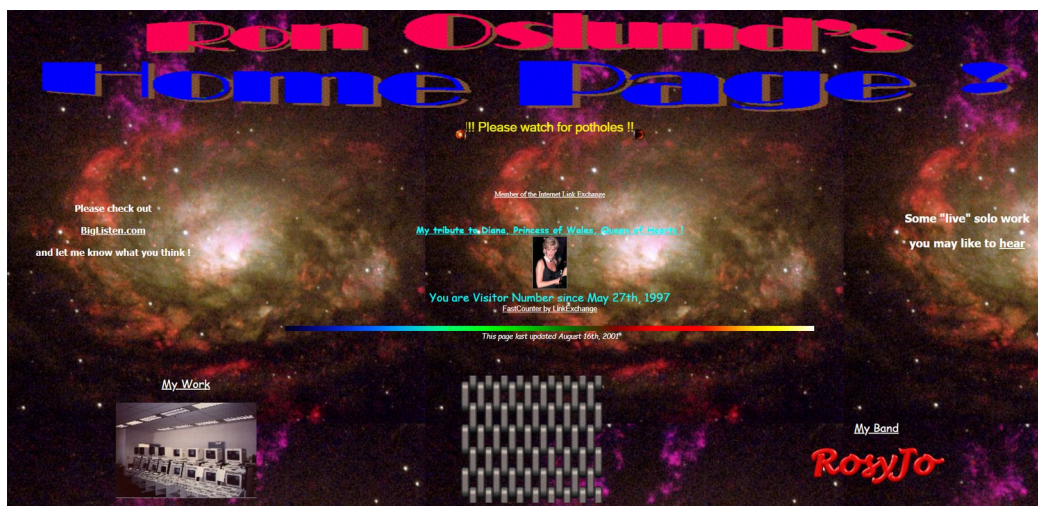 Ron Oslund's
Home Page !
!!! Please watch for potholes !!
Member of the Internet Link Exchange
Please check out
BigListen.com
and let me know what you think !
My tribute to Diana, Princess of Wales, Queen of Hearts !
Some "live" solo work
you may like to hear
You are Visitor Number since May 27th, 1997
FastCounter by LinkExchange
This page last updated August 16th, 2001
My Work
My Band
RosyJo